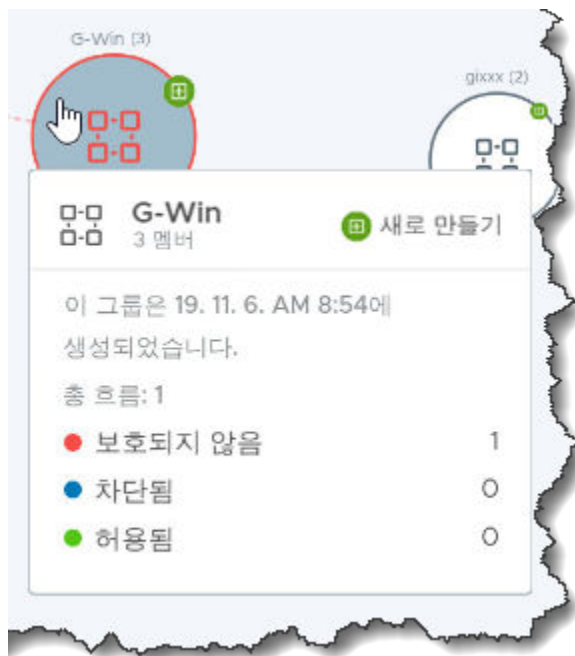 G-Win (3)
gixxx (2)
G-Win
3 멤버
새로 만들기
이 그룹은 19. 11. 6. AM 8:54에
생성되었습니다.
총 흐름: 1
보호되지 않음 1
차단됨 0
허용됨 0